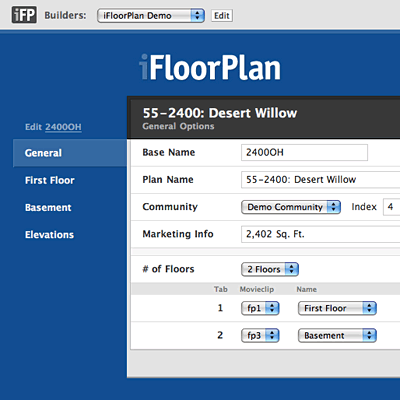 iFP Builders: iFloorPlan Demo Edit
iFloorPlan
55-2400: Desert Willow
General Options
Edit 2400OH
General
First Floor
Basement
Elevations
Base Name 2400OH
Plan Name 55-2400: Desert Willow
Community Demo Community Index 4
Marketing Info 2,402 Sq. Ft.
# of Floors 2 Floors
Tab Movieclip Name
1 fp1 First Floor
2 fp3 Basement